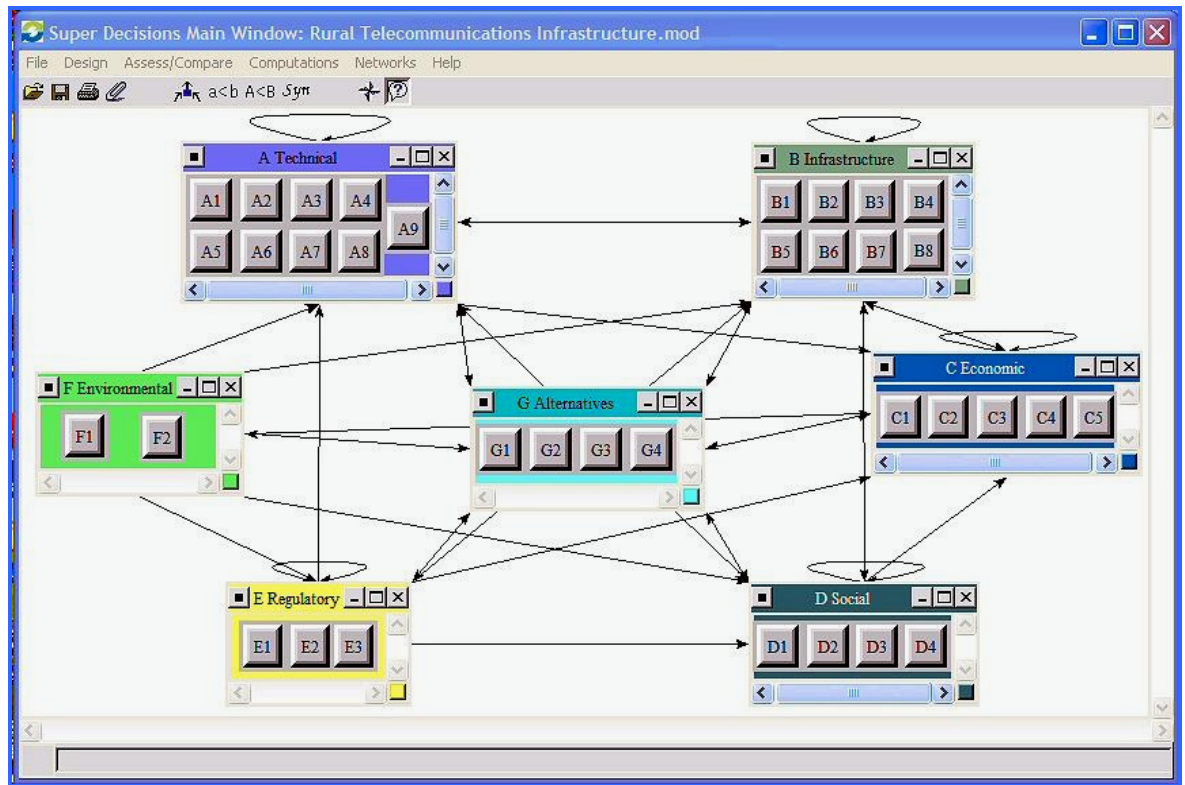 Super Decisions Main Window: Rural Telecommunications Infrastructure.mod
File Design Assess/Compare Computations Networks Help
a<b A<B Syn
A Technical
A1 A2 A3 A4
A9
A5 A6 A7 A8
B Infrastructure
B1 B2 B3 B4
B5 B6 B7 B8
C Economic
C1 C2 C3 C4 C5
F Environmental
F1 F2
G Alternatives
G1 G2 G3 G4
E Regulatory
E1 E2 E3
D Social
D1 D2 D3 D4